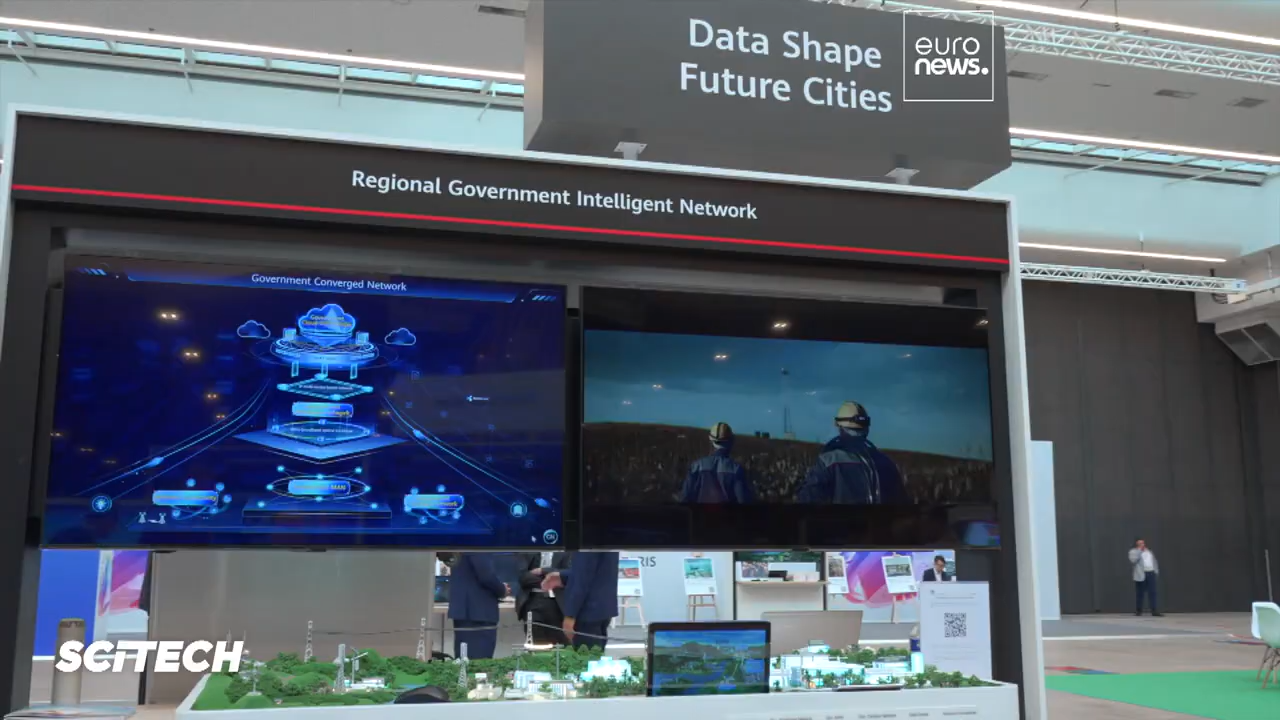 Data Shape
Future Cities
euro
news.
Regional Government Intelligent Network
Government Converged Network
SCITECH